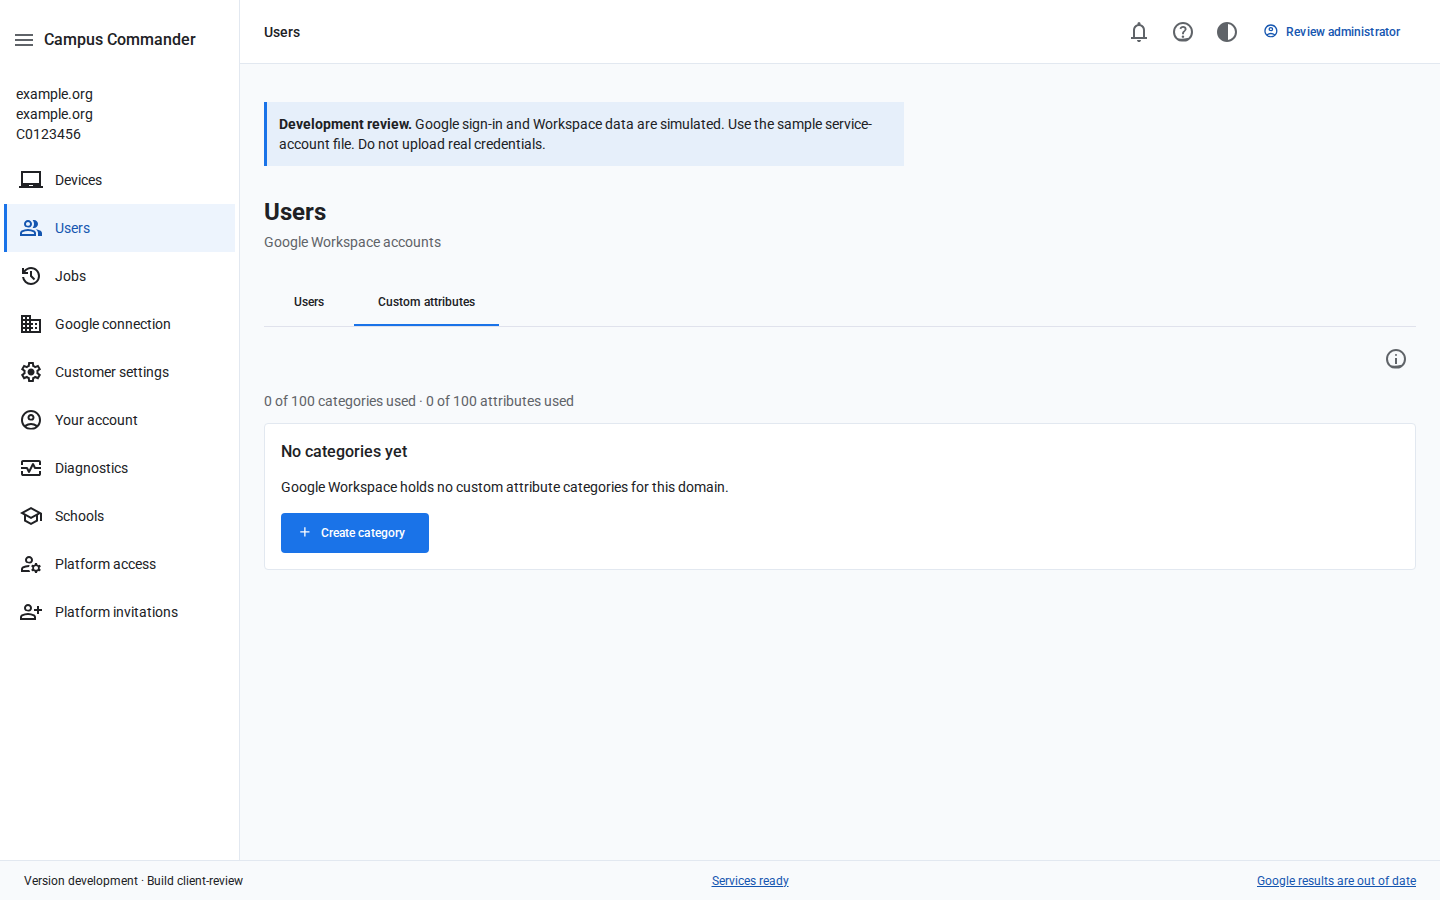 Campus Commander
Users
Review administrator
example.org
example.org
C0123456
Devices
Users
Jobs
Google connection
Customer settings
Your account
Diagnostics
Schools
Platform access
Platform invitations
Development review. Google sign-in and Workspace data are simulated. Use the sample service-
account file. Do not upload real credentials.
Users
Google Workspace accounts
Users
Custom attributes
0 of 100 categories used · 0 of 100 attributes used
No categories yet
Google Workspace holds no custom attribute categories for this domain.
Create category
Version development · Build client-review
Services ready
Google results are out of date